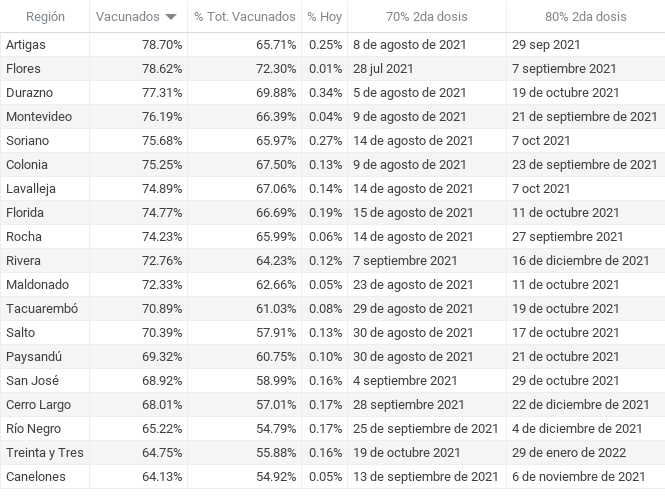 Región Vacunados % Tot. Vacunados % Hoy 70% 2da dosis 80% 2da dosis
Artigas 78.70% 65.71% 0.25% 8 de agosto de 2021 29 sep 2021
Flores 78.62% 72.30% 0.01% 28 jul 2021 7 septiembre 2021
Durazno 77.31% 69.88% 0.34% 5 de agosto de 2021 19 de octubre 2021
Montevideo 76.19% 66.39% 0.04% 9 de agosto 2021 21 de septiembre de 2021
Soriano 75.68% 65.97% 0.27% 14 de agosto de 2021 7 oct 2021
Colonia 75.25% 67.50% 0.13% 9 de agosto de 2021 23 de septiembre de 2021
Lavalleja 74.89% 67.06% 0.14% 14 de agosto de 2021 7 oct 2021
Florida 74.77% 66.69% 0.19% 15 de agosto de 2021 11 de octubre 2021
Rocha 74.23% 65.99% 0.06% 14 de agosto de 2021 27 septiembre 2021
Rivera 72.76% 64.23% 0.12% 7 septiembre 2021 16 de diciembre de 2021
Maldonado 72.33% 62.66% 0.05% 23 de agosto de 2021 11 de octubre 2021
Tacuarembó 70.89% 61.03% 0.08% 29 de agosto de 2021 19 de octubre 2021
Salto 70.39% 57.91% 0.13% 30 de agosto de 2021 17 de octubre 2021
Paysandú 69.32% 60.75% 0.10% 30 de agosto de 2021 21 de octubre 2021
San José 68.92% 58.99% 0.16% 4 septiembre 2021 29 de octubre 2021
Cerro Largo 68.01% 57.01% 0.17% 28 septiembre 2021 22 de diciembre de 2021
Río Negro 65.22% 54.79% 0.17% 25 de septiembre de 2021 4 de diciembre de 2021
Treinta y Tres 64.75% 55.88% 0.16% 19 de octubre 2021 29 de enero de 2022
Canelones 64.13% 54.92% 0.05% 13 de septiembre de 2021 6 de noviembre de 2021